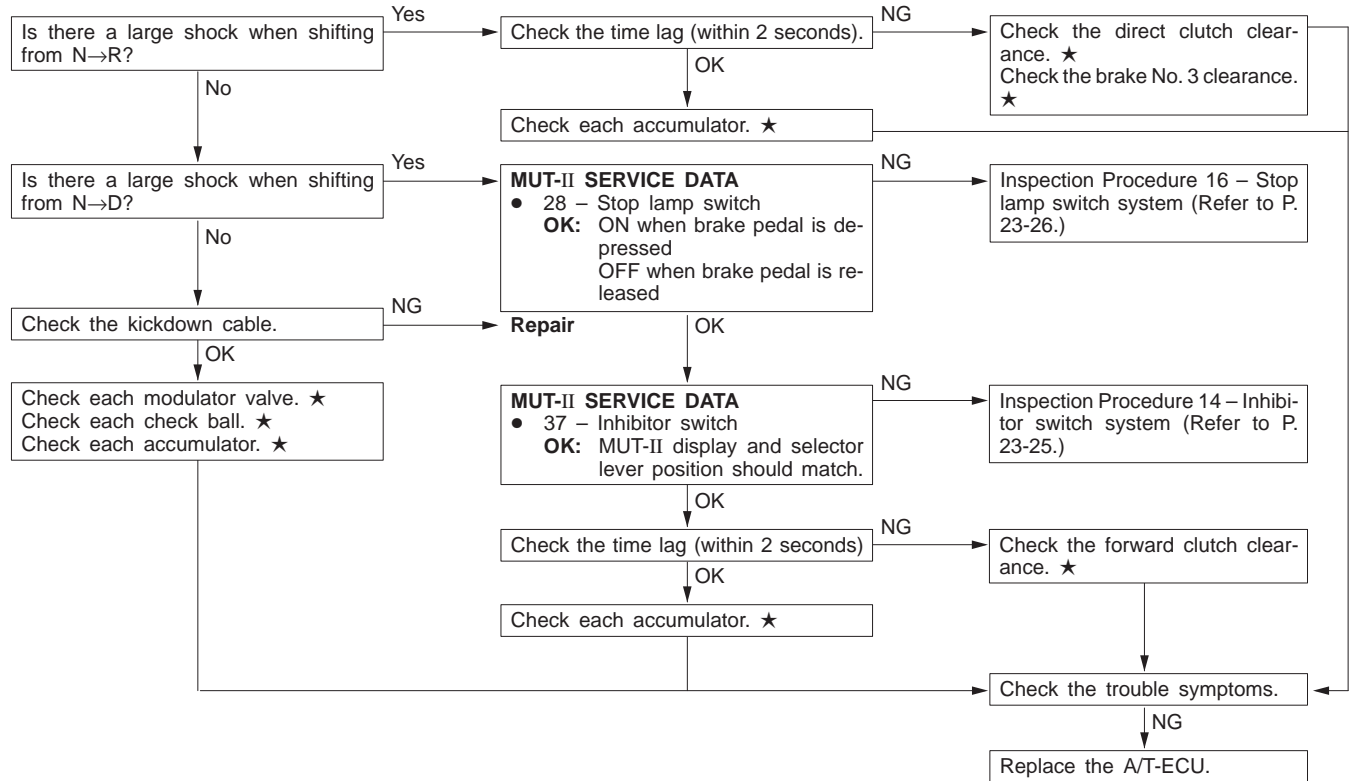 Is there a large shock when shifting
from N→R?
Yes
No
Check the time lag (within 2 seconds).
NG
OK
Check the direct clutch clear-
ance. ★
Check the brake No. 3 clearance.
★
Check each accumulator. ★
Is there a large shock when shifting
from N→D?
Yes
No
MUT-II SERVICE DATA
● 28 – Stop lamp switch
OK: ON when brake pedal is de-
pressed
OFF when brake pedal is re-
leased
NG
OK
Inspection Procedure 16 – Stop
lamp switch system (Refer to P.
23-26.)
Check the kickdown cable.
NG
Repair
OK
Check each modulator valve. ★
Check each check ball. ★
Check each accumulator. ★
MUT-II SERVICE DATA
● 37 – Inhibitor switch
OK: MUT-II display and selector
lever position should match.
NG
OK
Inspection Procedure 14 – Inhibi-
tor switch system (Refer to P.
23-25.)
Check the time lag (within 2 seconds)
NG
OK
Check the forward clutch clear-
ance. ★
Check each accumulator. ★
Check the trouble symptoms.
NG
Replace the A/T-ECU.